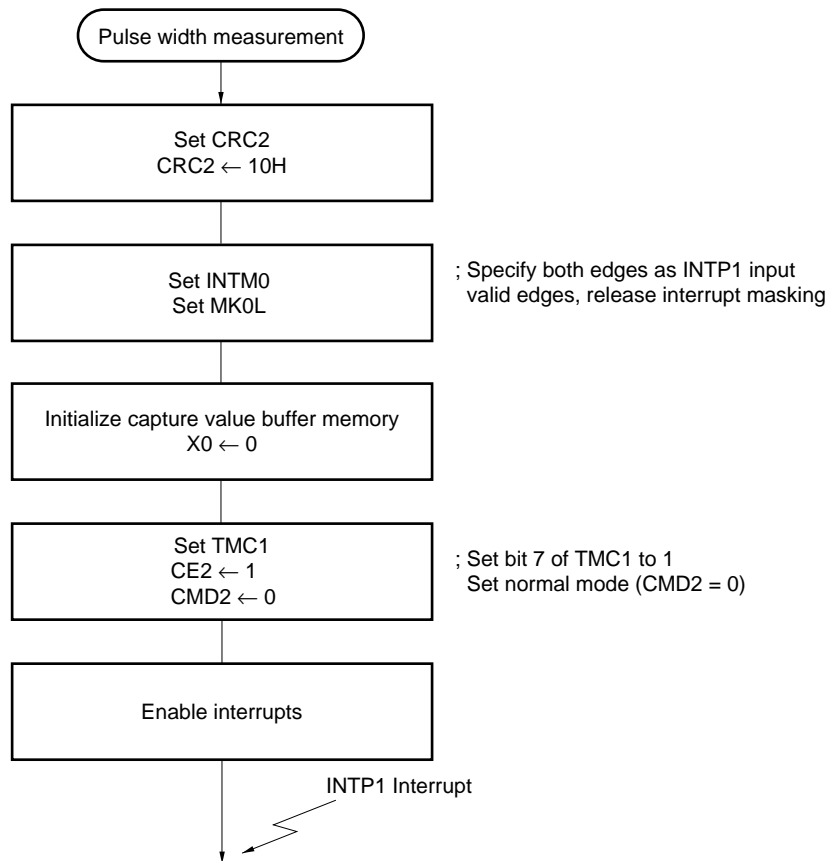 Pulse width measurement
Set CRC2
CRC2 ← 10H
Set INTM0
Set MK0L
; Specify both edges as INTP1 input
valid edges, release interrupt masking
Initialize capture value buffer memory
X0 ← 0
Set TMC1
CE2 ← 1
CMD2 ← 0
; Set bit 7 of TMC1 to 1
Set normal mode (CMD2 = 0)
Enable interrupts
INTP1 Interrupt